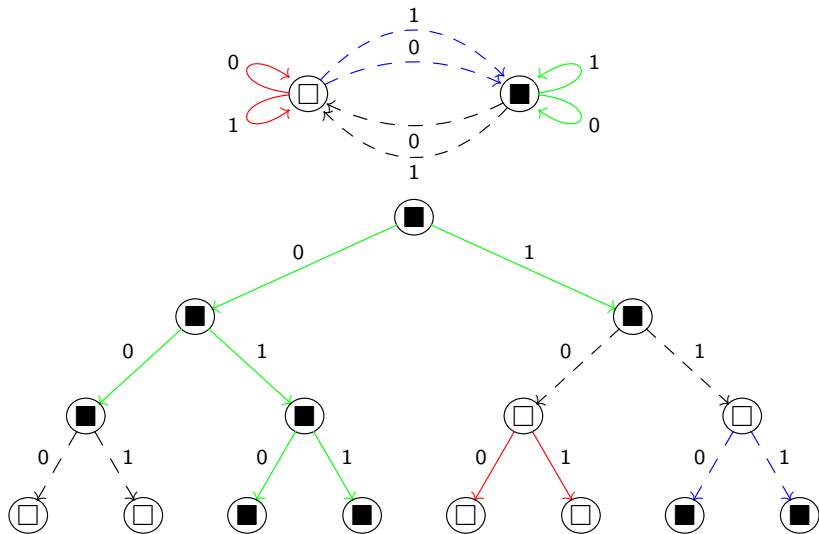 1
0 0 1
□ ■
1 0 0
1
■
0 1
■ ■
0 1 0 1
■ ■ □ □
0 1 0 1 0 1 0 1
□ □ ■ ■ □ □ ■ ■